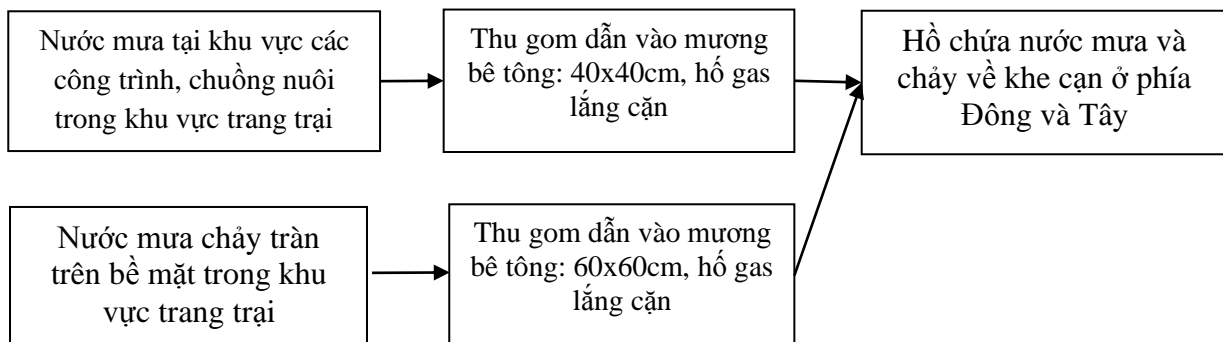 Nước mưa tại khu vực các
công trình, chuồng nuôi
trong khu vực trang trại
Thu gom dẫn vào mương
bê tông: 40x40cm, hố gas
lắng cặn
Hồ chứa nước mưa và
chảy về khe cạn ở phía
Đông và Tây
Nước mưa chảy tràn
trên bề mặt trong khu
vực trang trại
Thu gom dẫn vào mương
bê tông: 60x60cm, hố gas
lắng cặn